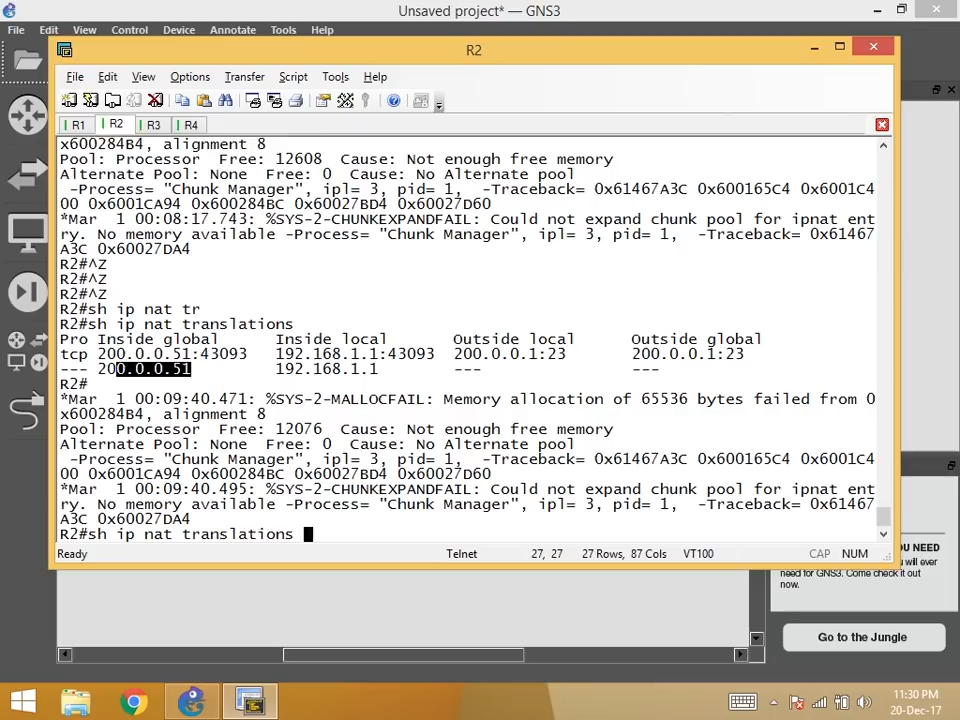 Unsaved project* — GNS3
File Edit View Control Device Annotate Tools Help
R2
File Edit View Options Transfer Script Tools Help
R1 R2 R3 R4
x600284B4, alignment 8
Pool: Processor Free: 12608 Cause: Not enough free memory
Alternate Pool: None Free: 0 Cause: No Alternate pool
-Process= "Chunk Manager", ipl= 3, pid= 1, -Traceback= 0x61467A3C 0x600165C4 0x6001C4
00 0x6001CA94 0x600284BC 0x60027BD4 0x60027D60
*Mar 1 00:08:17.743: %SYS-2-CHUNKEXPANDFAIL: Could not expand chunk pool for ipnat ent
ry. No memory available -Process= "Chunk Manager", ipl= 3, pid= 1, -Traceback= 0x61467
A3C 0x60027DA4
R2#^Z
R2#^Z
R2#^Z
R2#sh ip nat tr
R2#sh ip nat translations
Pro Inside global Inside local Outside local Outside global
tcp 200.0.0.51:43093 192.168.1.1:43093 200.0.0.1:23 200.0.0.1:23
--- 200.0.0.51 192.168.1.1 --- ---
R2#
*Mar 1 00:09:40.471: %SYS-2-MALLOCFAIL: Memory allocation of 65536 bytes failed from 0
x600284B4, alignment 8
Pool: Processor Free: 12076 Cause: Not enough free memory
Alternate Pool: None Free: 0 Cause: No Alternate pool
-Process= "Chunk Manager", ipl= 3, pid= 1, -Traceback= 0x61467A3C 0x600165C4 0x6001C4
00 0x6001CA94 0x600284BC 0x60027BD4 0x60027D60
*Mar 1 00:09:40.495: %SYS-2-CHUNKEXPANDFAIL: Could not expand chunk pool for ipnat ent
ry. No memory available -Process= "Chunk Manager", ipl= 3, pid= 1, -Traceback= 0x61467
A3C 0x60027DA4
R2#sh ip nat translations
Ready Telnet 27, 27 27 Rows, 87 Cols VT100 CAP NUM
OU NEED
u will ever
need for GNS3. Come check it out
now.
Go to the Jungle
11:30 PM
20-Dec-17